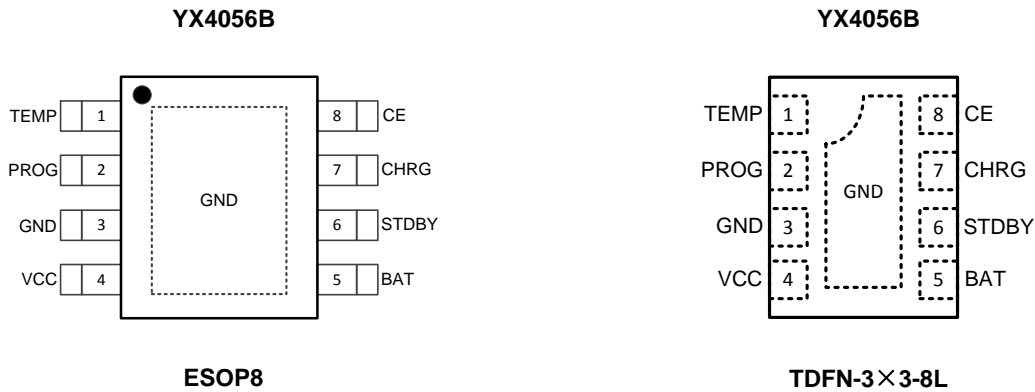 YX4056B
TEMP 1 8 CE
PROG 2 7 CHRG
GND 3 6 STDBY
VCC 4 5 BAT
GND
ESOP8
YX4056B
TEMP 1 8 CE
PROG 2 7 CHRG
GND 3 6 STDBY
VCC 4 5 BAT
GND
TDFN-3×3-8L